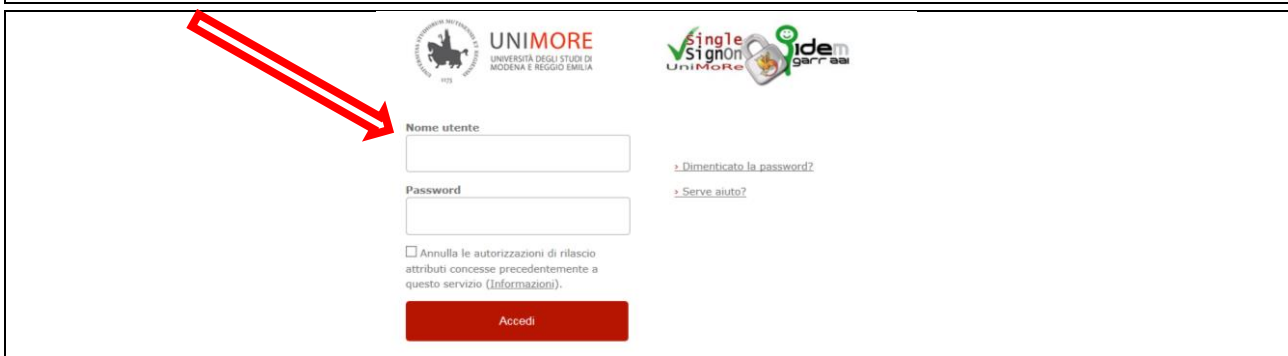 UNIMORE
UNIVERSITÀ DEGLI STUDI DI
MODENA E REGGIO EMILIA
1175
Single
SignOn
UniMoRe
idem
garr aai
Nome utente
› Dimenticato la password?
Password
› Serve aiuto?
Annulla le autorizzazioni di rilascio
attributi concesse precedentemente a
questo servizio (Informazioni).
Accedi